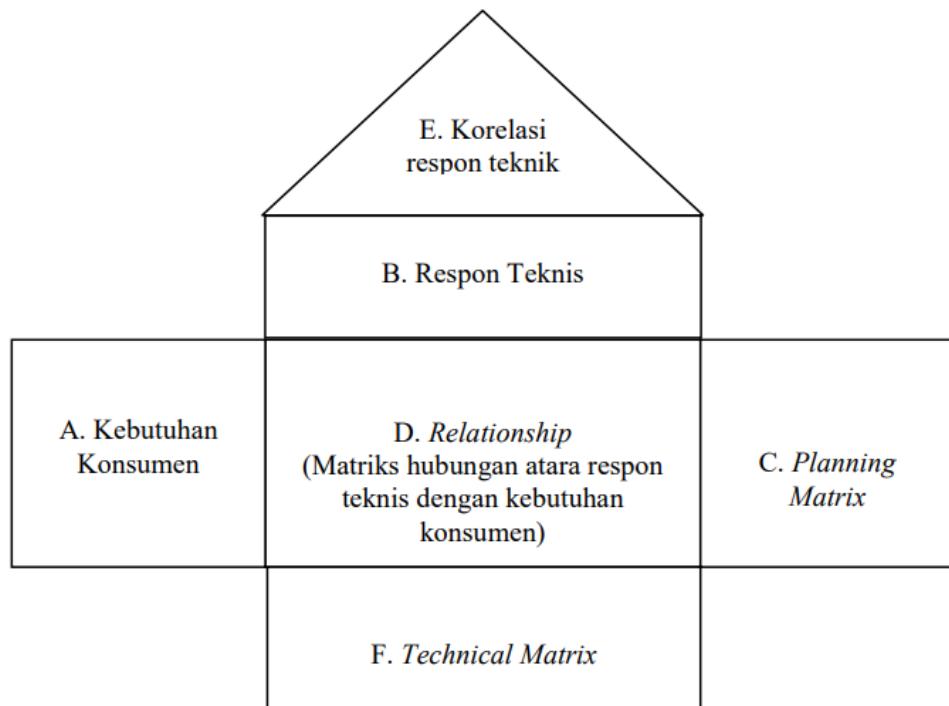 E. Korelasi
respon teknik
B. Respon Teknis
A. Kebutuhan
Konsumen
D. Relationship
(Matriks hubungan atara respon
teknis dengan kebutuhan
konsumen)
C. Planning
Matrix
F. Technical Matrix